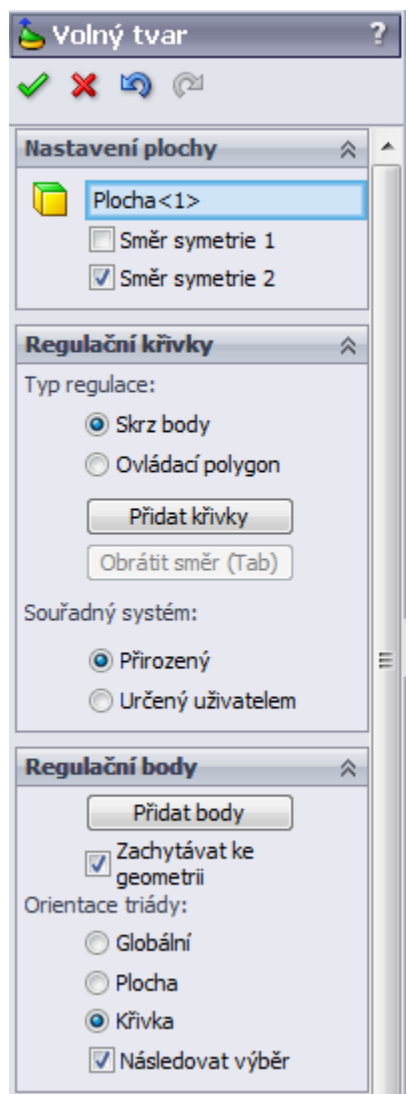 Volný tvar ?
Nastavení plochy
Plocha<1>
Směr symetrie 1
Směr symetrie 2
Regulační křivky
Typ regulace:
Skrz body
Ovládací polygon
Přidat křivky
Obrátit směr (Tab)
Souřadný systém:
Přirozený
Určený uživatelem
Regulační body
Přidat body
Zachytávat ke
geometrii
Orientace triády:
Globální
Plocha
Křivka
Následovat výběr